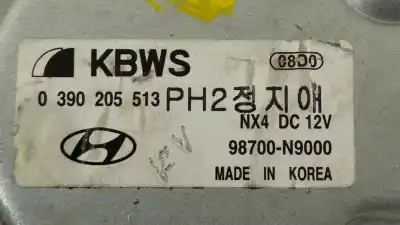 KBWS
08D0
0 390 205 513 PH2정지애
NX4 DC 12V
98700-N9000
MADE IN KOREA